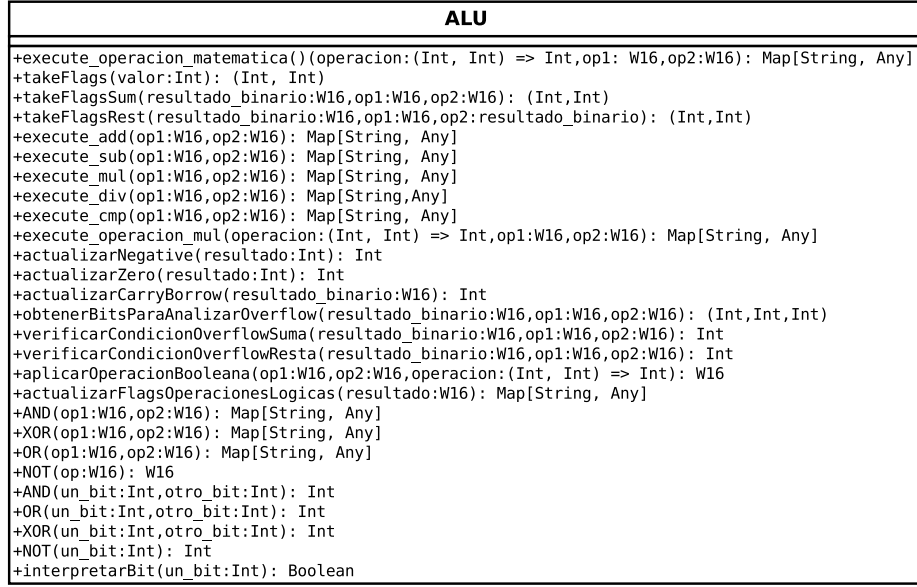 ALU
+execute_operacion_matematica()(operacion:(Int, Int) => Int,op1: W16,op2:W16): Map[String, Any]
+takeFlags(valor:Int): (Int, Int)
+takeFlagsSum(resultado_binario:W16,op1:W16,op2:W16): (Int,Int)
+takeFlagsRest(resultado_binario:W16,op1:W16,op2:resultado_binario): (Int,Int)
+execute_add(op1:W16,op2:W16): Map[String, Any]
+execute_sub(op1:W16,op2:W16): Map[String, Any]
+execute_mul(op1:W16,op2:W16): Map[String, Any]
+execute_div(op1:W16,op2:W16): Map[String,Any]
+execute_cmp(op1:W16,op2:W16): Map[String, Any]
+execute_operacion_mul(operacion:(Int, Int) => Int,op1:W16,op2:W16): Map[String, Any]
+actualizarNegative(resultado:Int): Int
+actualizarZero(resultado:Int): Int
+actualizarCarryBorrow(resultado_binario:W16): Int
+obtenerBitsParaAnalizarOverflow(resultado_binario:W16,op1:W16,op2:W16): (Int,Int,Int)
+verificarCondicionOverflowSuma(resultado_binario:W16,op1:W16,op2:W16): Int
+verificarCondicionOverflowResta(resultado_binario:W16,op1:W16,op2:W16): Int
+aplicarOperacionBooleana(op1:W16,op2:W16,operacion:(Int, Int) => Int): W16
+actualizarFlagsOperacionesLogicas(resultado:W16): Map[String, Any]
+AND(op1:W16,op2:W16): Map[String, Any]
+XOR(op1:W16,op2:W16): Map[String, Any]
+OR(op1:W16,op2:W16): Map[String, Any]
+NOT(op:W16): W16
+AND(un_bit:Int,otro_bit:Int): Int
+OR(un_bit:Int,otro_bit:Int): Int
+XOR(un_bit:Int,otro_bit:Int): Int
+NOT(un_bit:Int): Int
+interpretarBit(un_bit:Int): Boolean